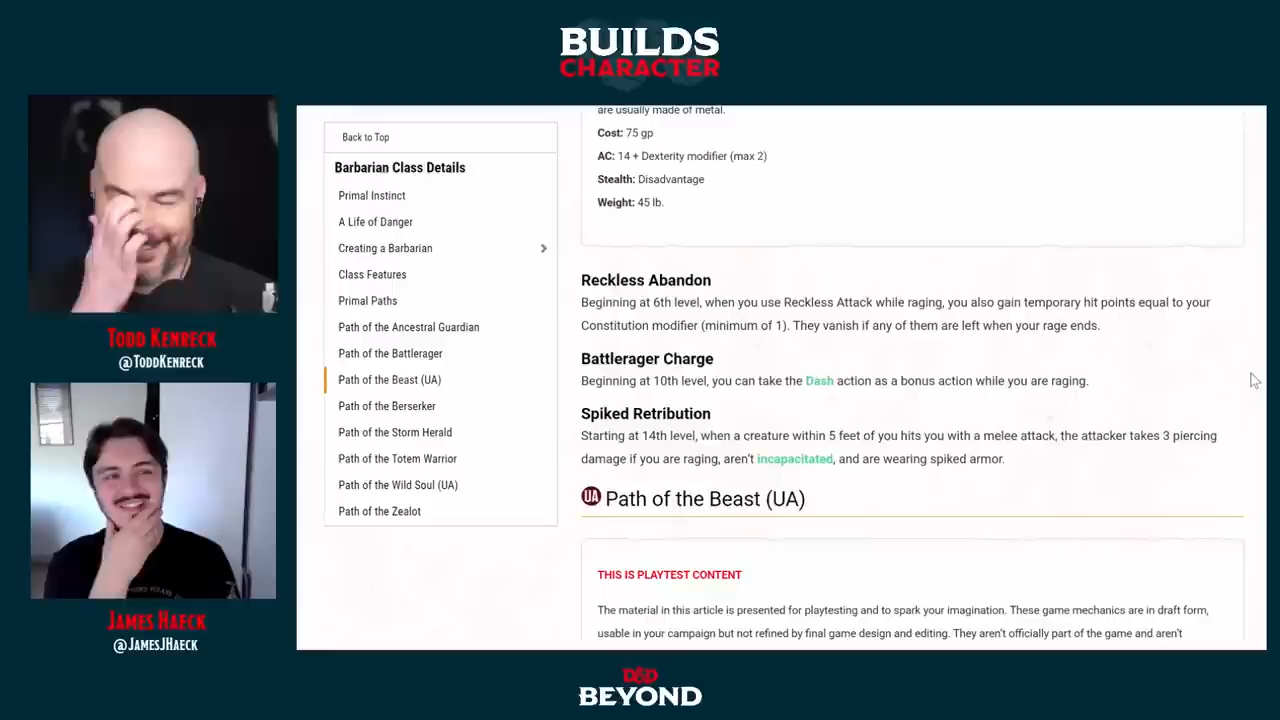 BUILDS
CHARACTER
TODD KENRECK
@TODDKENRECK
JAMES HAECK
@JAMESJHAECK
Back to Top
Barbarian Class Details
Primal Instinct
A Life of Danger
Creating a Barbarian
Class Features
Primal Paths
Path of the Ancestral Guardian
Path of the Battlerager
Path of the Beast (UA)
Path of the Berserker
Path of the Storm Herald
Path of the Totem Warrior
Path of the Wild Soul (UA)
Path of the Zealot
are usually made of metal.
Cost: 75 gp
AC: 14 + Dexterity modifier (max 2)
Stealth: Disadvantage
Weight: 45 lb.
Reckless Abandon
Beginning at 6th level, when you use Reckless Attack while raging, you also gain temporary hit points equal to your
Constitution modifier (minimum of 1). They vanish if any of them are left when your rage ends.
Battlerager Charge
Beginning at 10th level, you can take the Dash action as a bonus action while you are raging.
Spiked Retribution
Starting at 14th level, when a creature within 5 feet of you hits you with a melee attack, the attacker takes 3 piercing
damage if you are raging, aren't incapacitated, and are wearing spiked armor.
UA Path of the Beast (UA)
THIS IS PLAYTEST CONTENT
The material in this article is presented for playtesting and to spark your imagination. These game mechanics are in draft form,
usable in your campaign but not refined by final game design and editing. They aren't officially part of the game and aren't
D&D
BEYOND